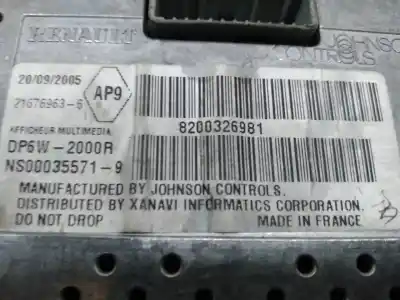 RENAULT
JOHNSON
CONTROLS
20/09/2005
21676963-6
AP9
AFFICHEUR MULTIMEDIA
8200326981
DP6W-2000R
NS00035571-9
MANUFACTURED BY JOHNSON CONTROLS.
DISTRIBUTED BY XANAVI INFORMATICS CORPORATION.
DO NOT DROP
MADE IN FRANCE